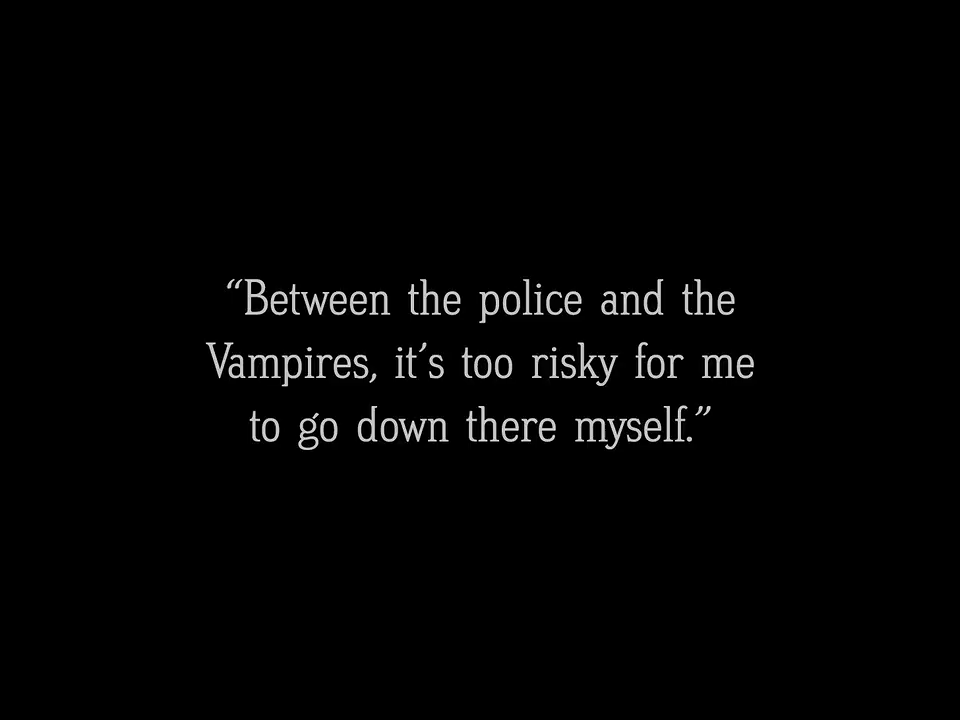 “Between the police and the
Vampires, it’s too risky for me
to go down there myself.”